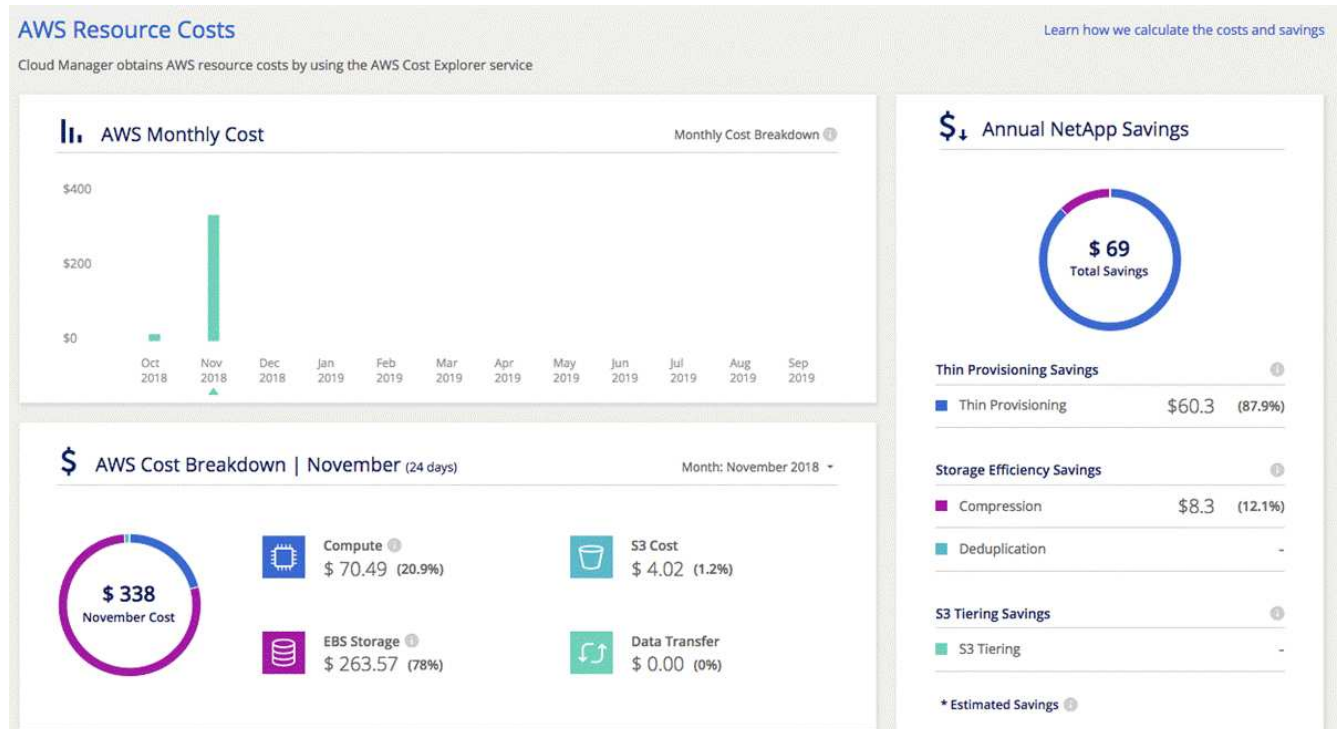 AWS Resource Costs
Learn how we calculate the costs and savings
Cloud Manager obtains AWS resource costs by using the AWS Cost Explorer service
AWS Monthly Cost
Monthly Cost Breakdown
$400
$200
$0
Oct Nov Dec Jan Feb Mar Apr May Jun Jul Aug Sep
2018 2018 2018 2019 2019 2019 2019 2019 2019 2019 2019 2019
AWS Cost Breakdown | November (24 days)
Month: November 2018
$ 338
November Cost
Compute
$ 70.49 (20.9%)
S3 Cost
$ 4.02 (1.2%)
EBS Storage
$ 263.57 (78%)
Data Transfer
$ 0.00 (0%)
Annual NetApp Savings
$ 69
Total Savings
Thin Provisioning Savings
Thin Provisioning $60.3 (87.9%)
Storage Efficiency Savings
Compression $8.3 (12.1%)
Deduplication -
S3 Tiering Savings
S3 Tiering -
* Estimated Savings